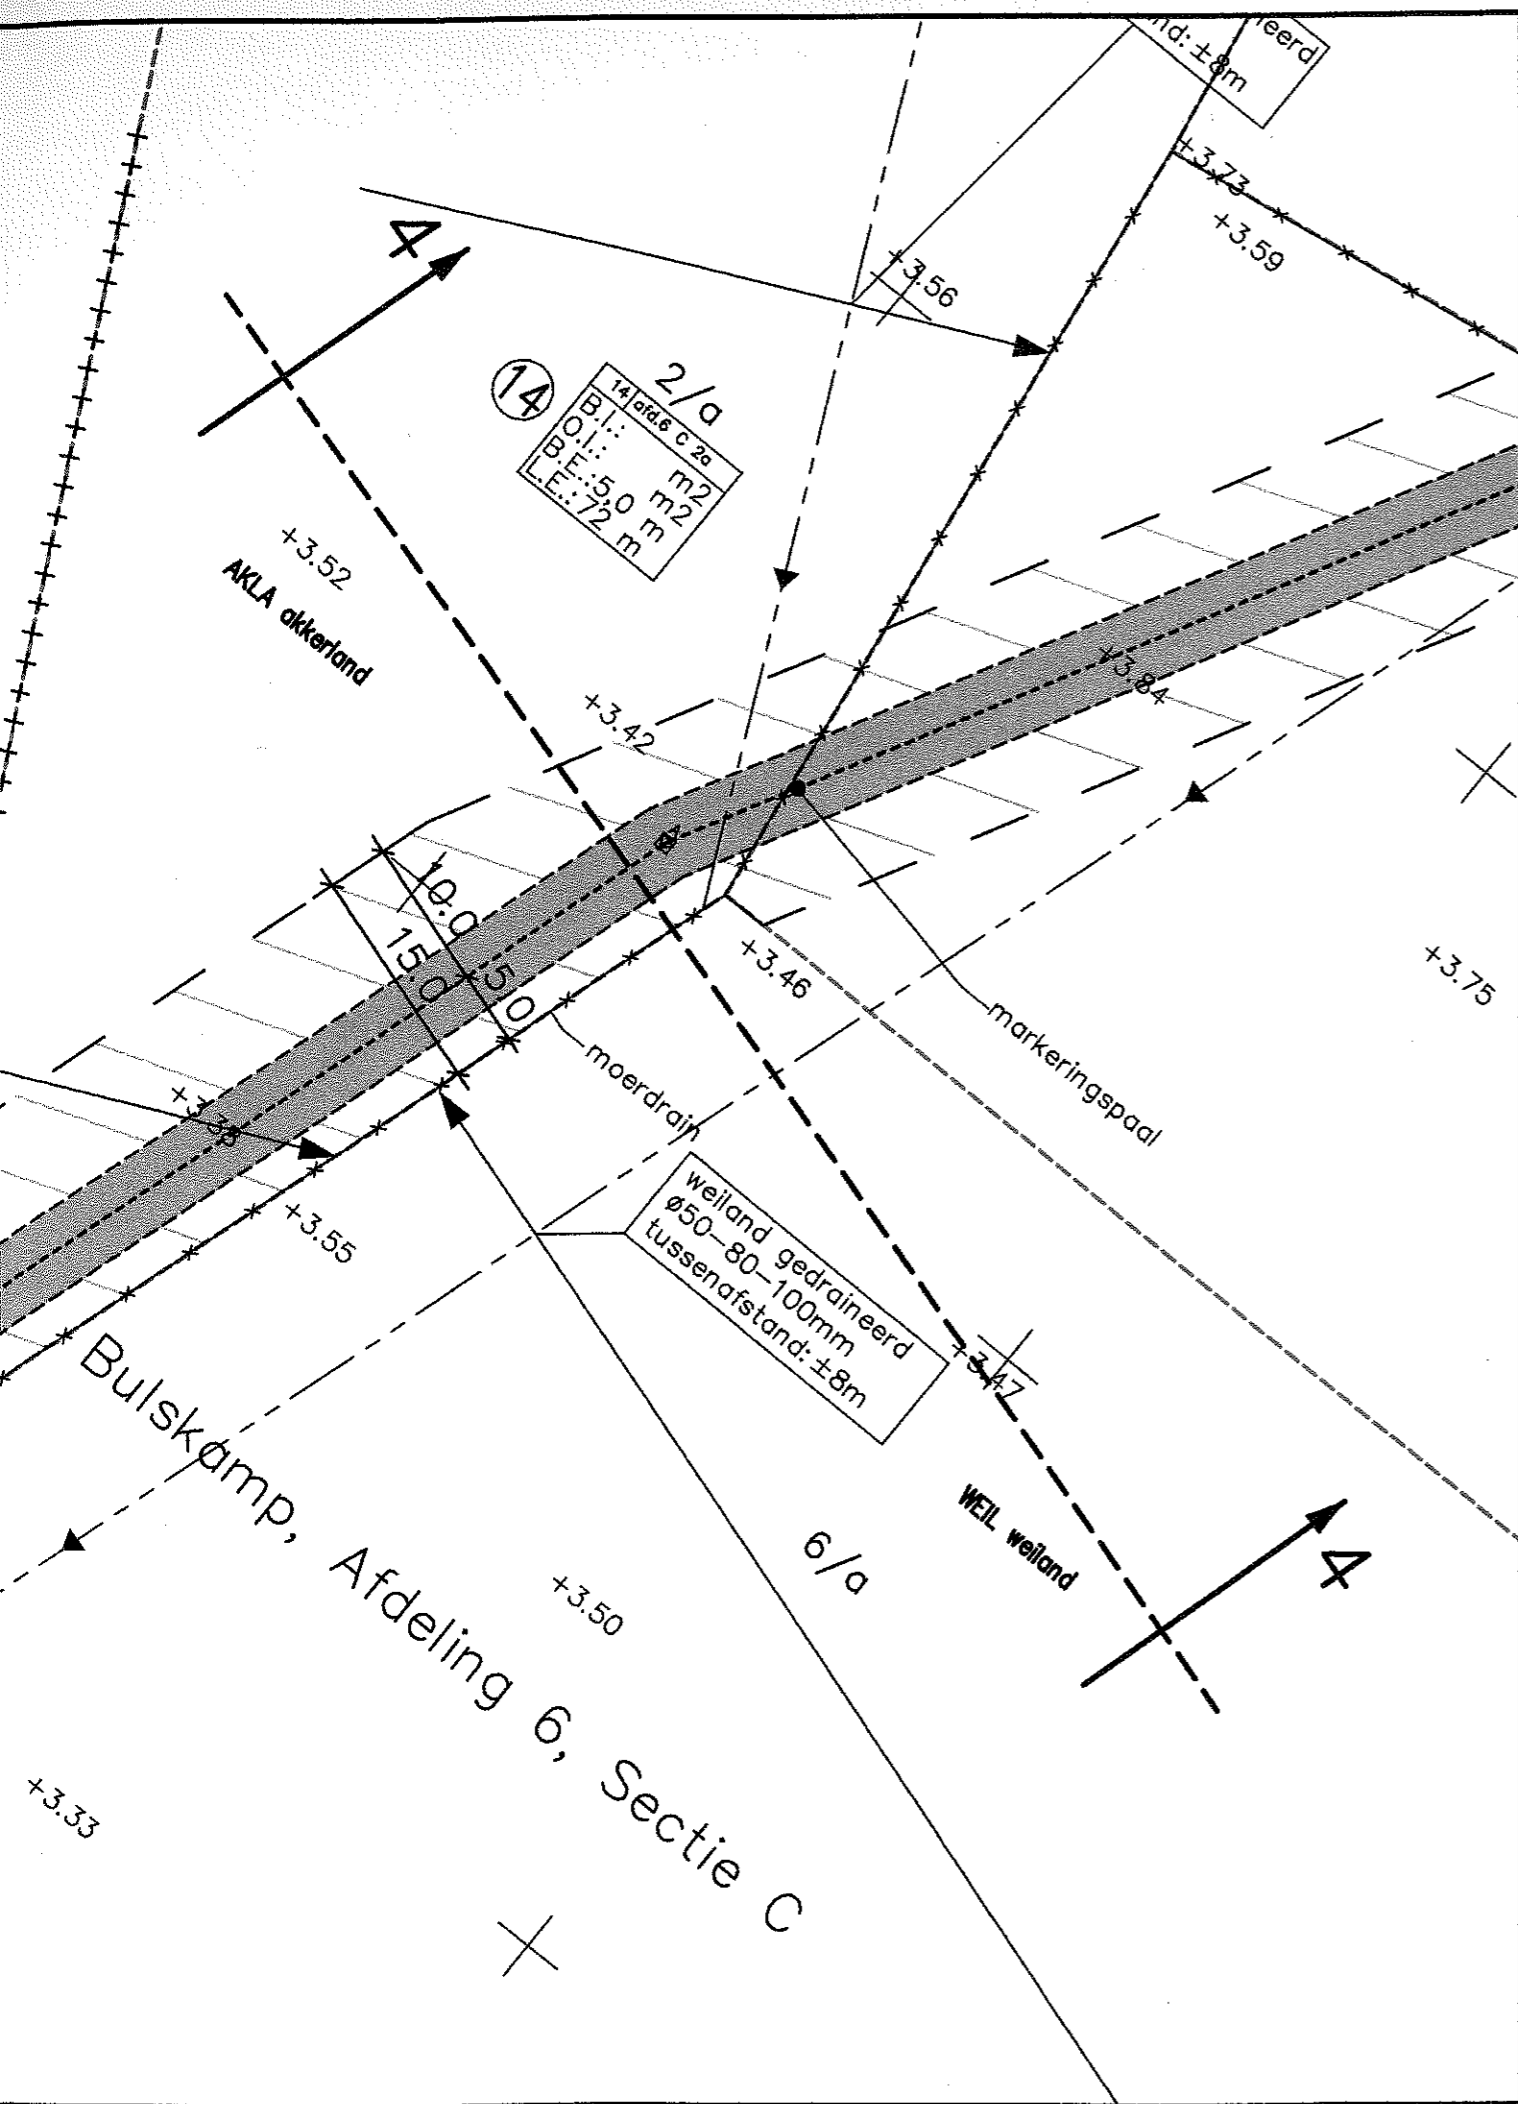 neerd
nd: ±8m
+3.73
+3.59
4
+3.56
2/a
14
14 afd.6 C 2a
B.I.: m2
O.I.: m2
B.E.:5,0 m
L.E.: 72 m
+3.52
AKLA akkerland
+3.42
+3.84
10.0
15.0
5.0
+3.46
+3.75
markeringspaal
moerdrain
+3.55
weiland gedraineerd
ø50-80-100mm
tussenafstand: ±8m
+3.47
Bulskamp, Afdeling 6, Sectie C
WEIL weiland
6/a
4
+3.50
+3.33